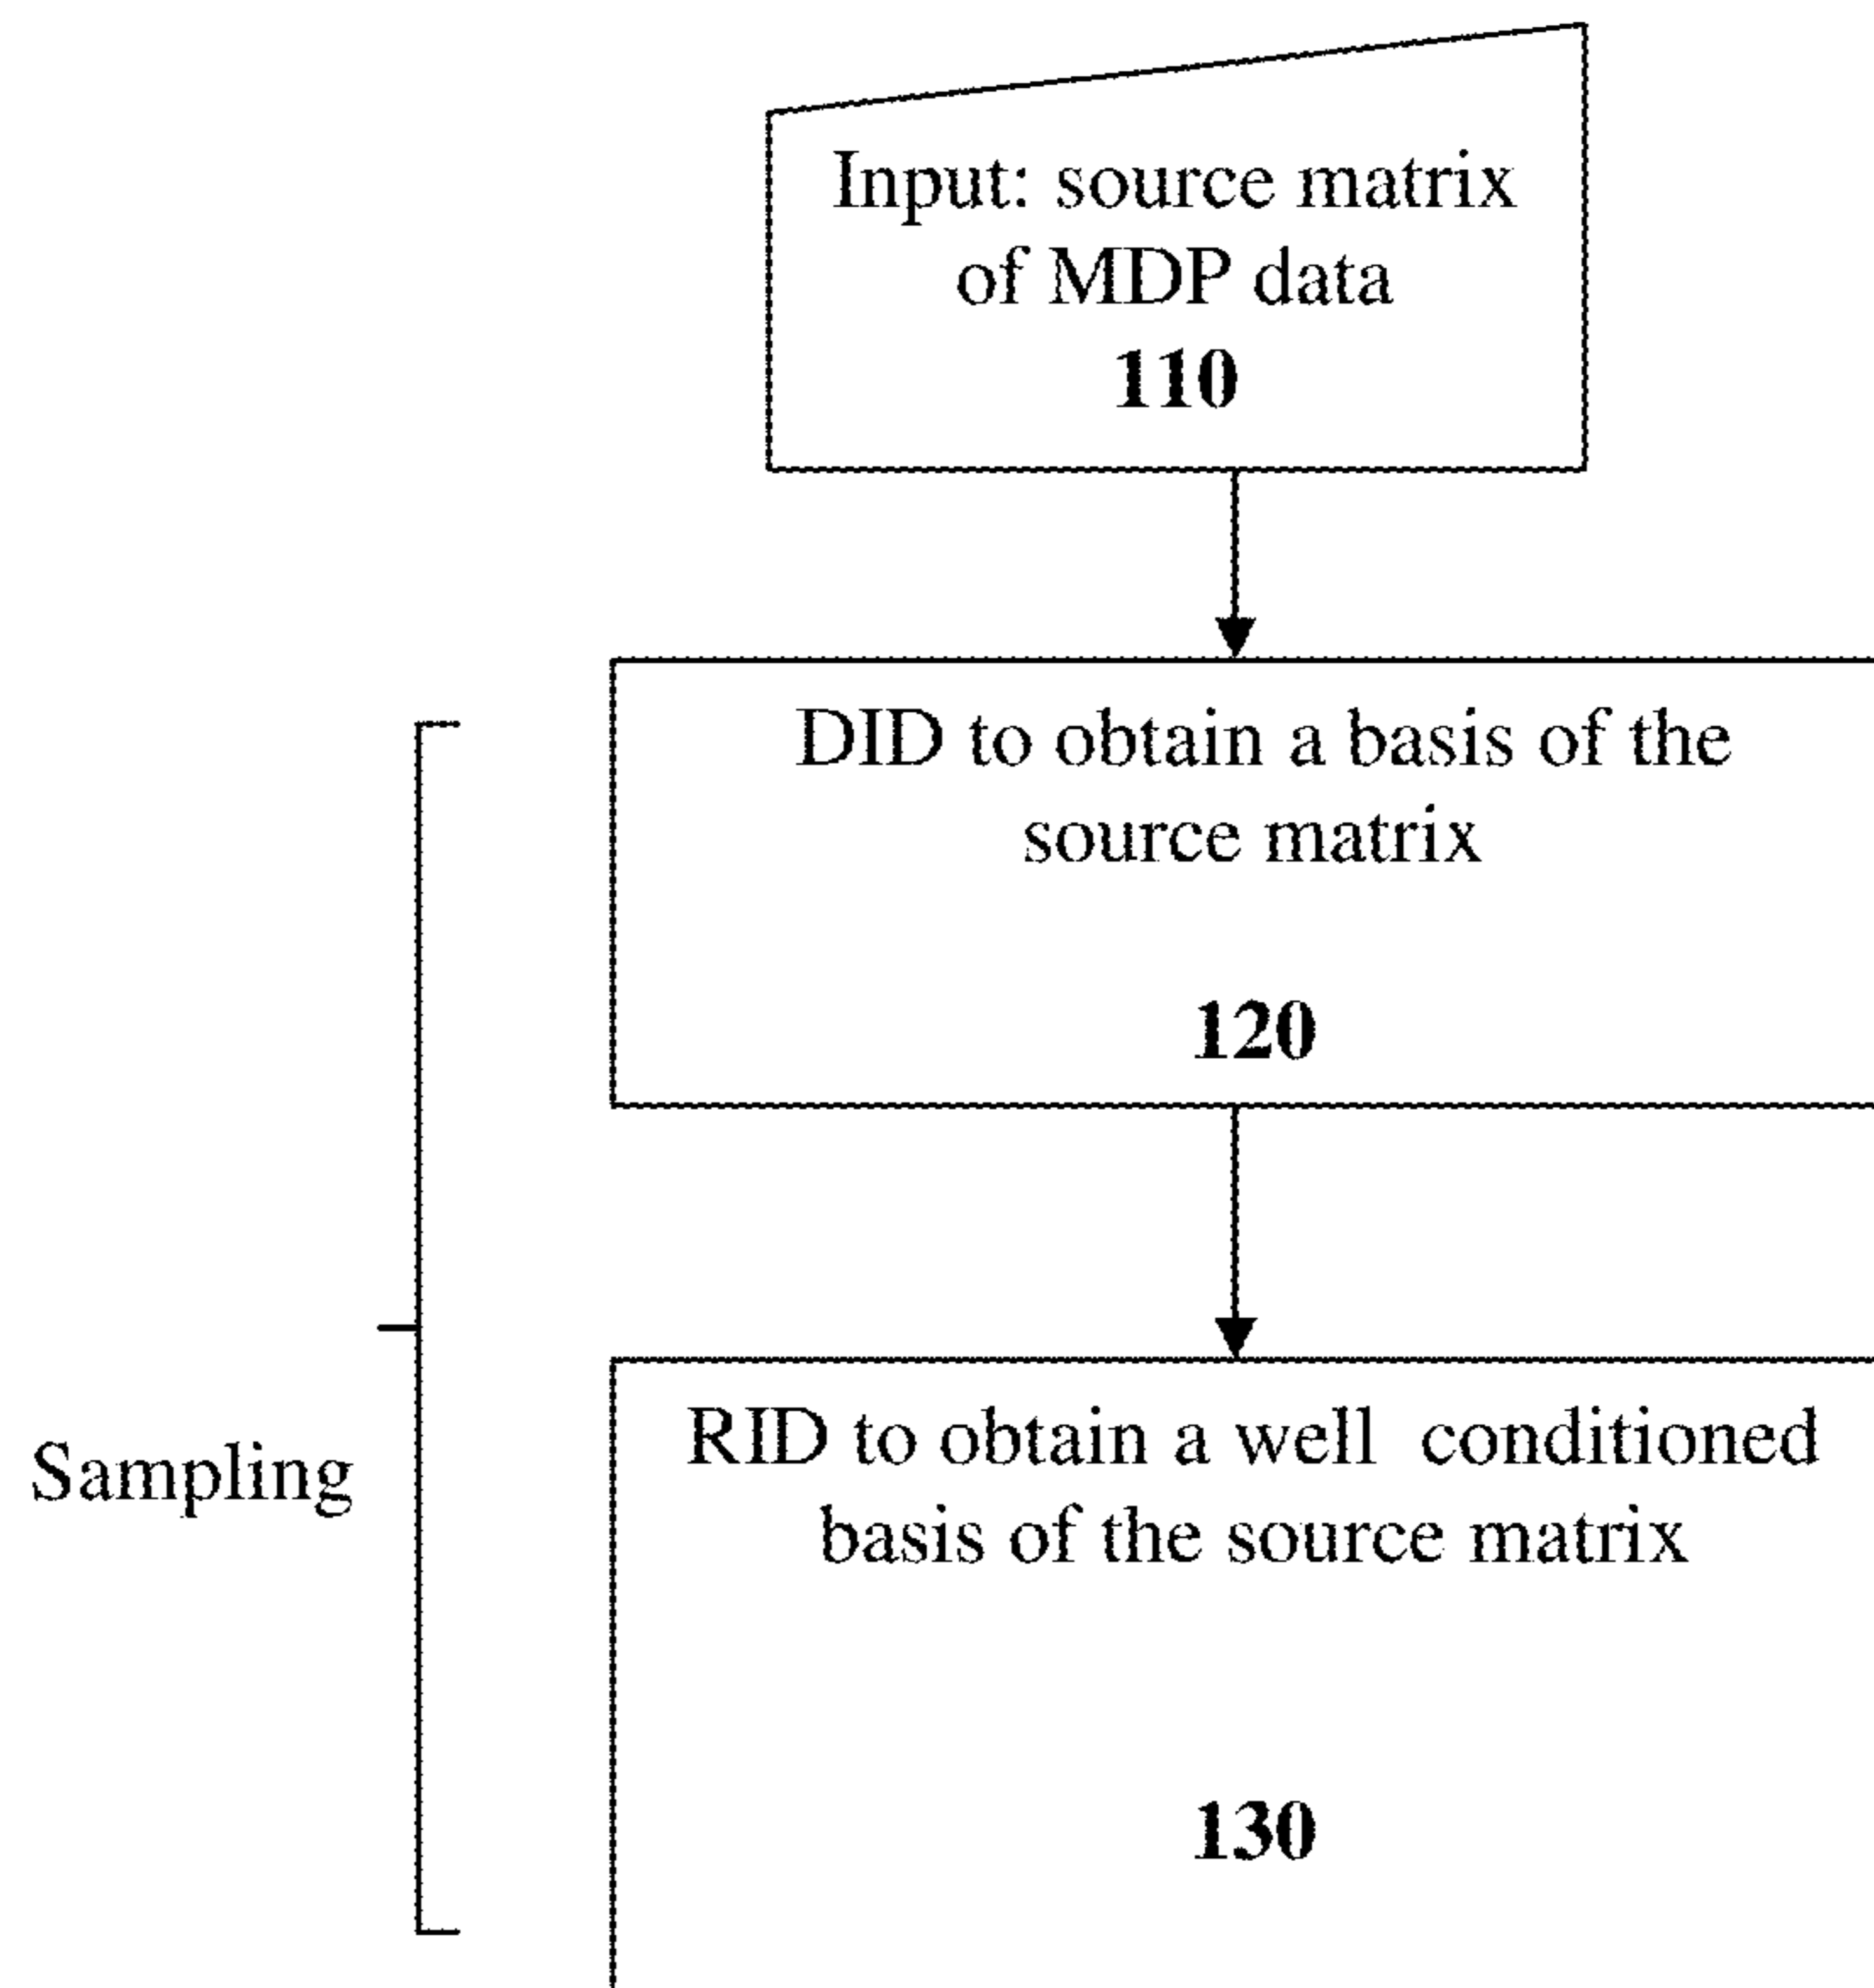 Input: source matrix
of MDP data
110
DID to obtain a basis of the
source matrix
120
Sampling
RID to obtain a well conditioned
basis of the source matrix
130